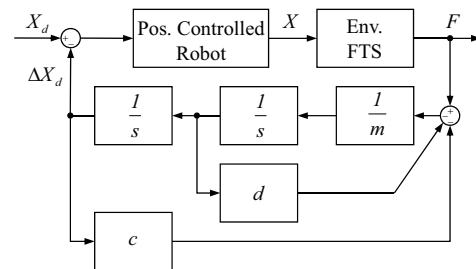 X_d
+
−
Pos. Controlled
Robot
X
Env.
FTS
F
ΔX_d
1
s
1
s
1
m
+
−
−
d
c